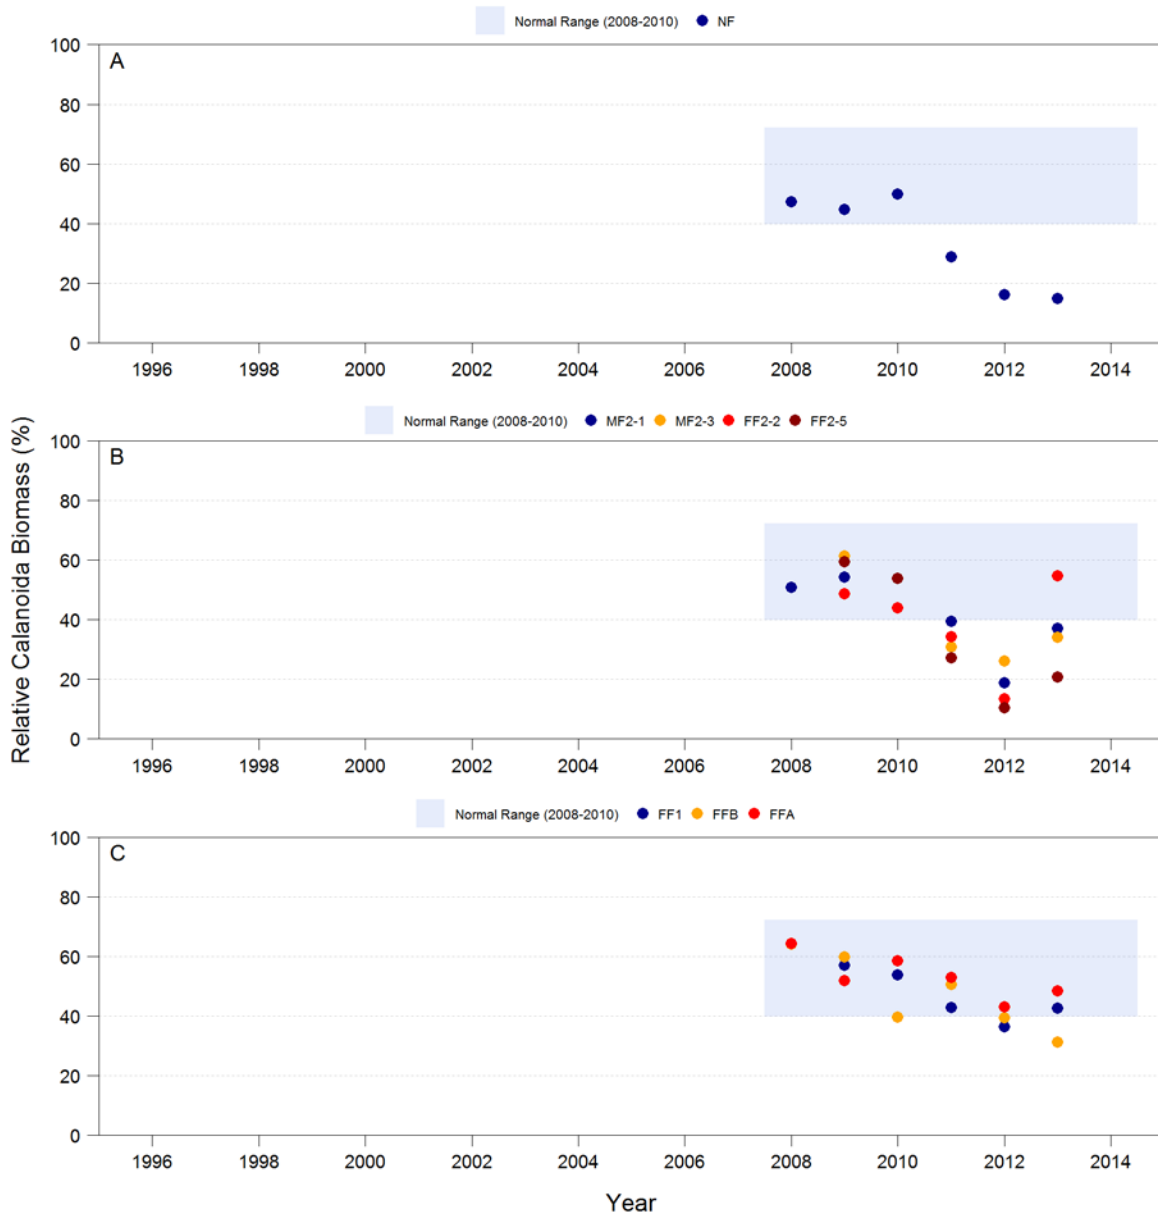 Normal Range (2008-2010) NF
A
100
80
60
40
20
0
1996 1998 2000 2002 2004 2006 2008 2010 2012 2014
Normal Range (2008-2010) MF2-1 MF2-3 FF2-2 FF2-5
B
100
80
60
40
20
0
1996 1998 2000 2002 2004 2006 2008 2010 2012 2014
Relative Calanoida Biomass (%)
Normal Range (2008-2010) FF1 FFB FFA
C
100
80
60
40
20
0
1996 1998 2000 2002 2004 2006 2008 2010 2012 2014
Year